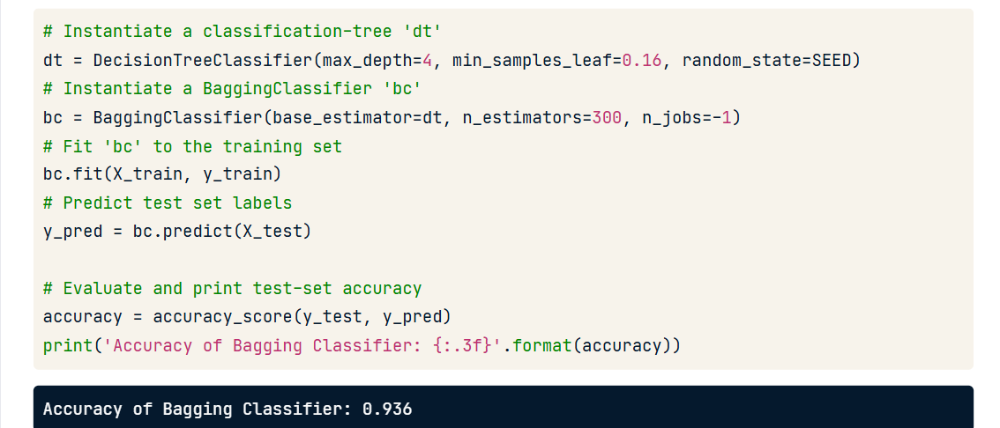 # Instantiate a classification-tree 'dt'
dt = DecisionTreeClassifier(max_depth=4, min_samples_leaf=0.16, random_state=SEED)
# Instantiate a BaggingClassifier 'bc'
bc = BaggingClassifier(base_estimator=dt, n_estimators=300, n_jobs=-1)
# Fit 'bc' to the training set
bc.fit(X_train, y_train)
# Predict test set labels
y_pred = bc.predict(X_test)
# Evaluate and print test-set accuracy
accuracy = accuracy_score(y_test, y_pred)
print('Accuracy of Bagging Classifier: {:.3f}'.format(accuracy))
Accuracy of Bagging Classifier: 0.936